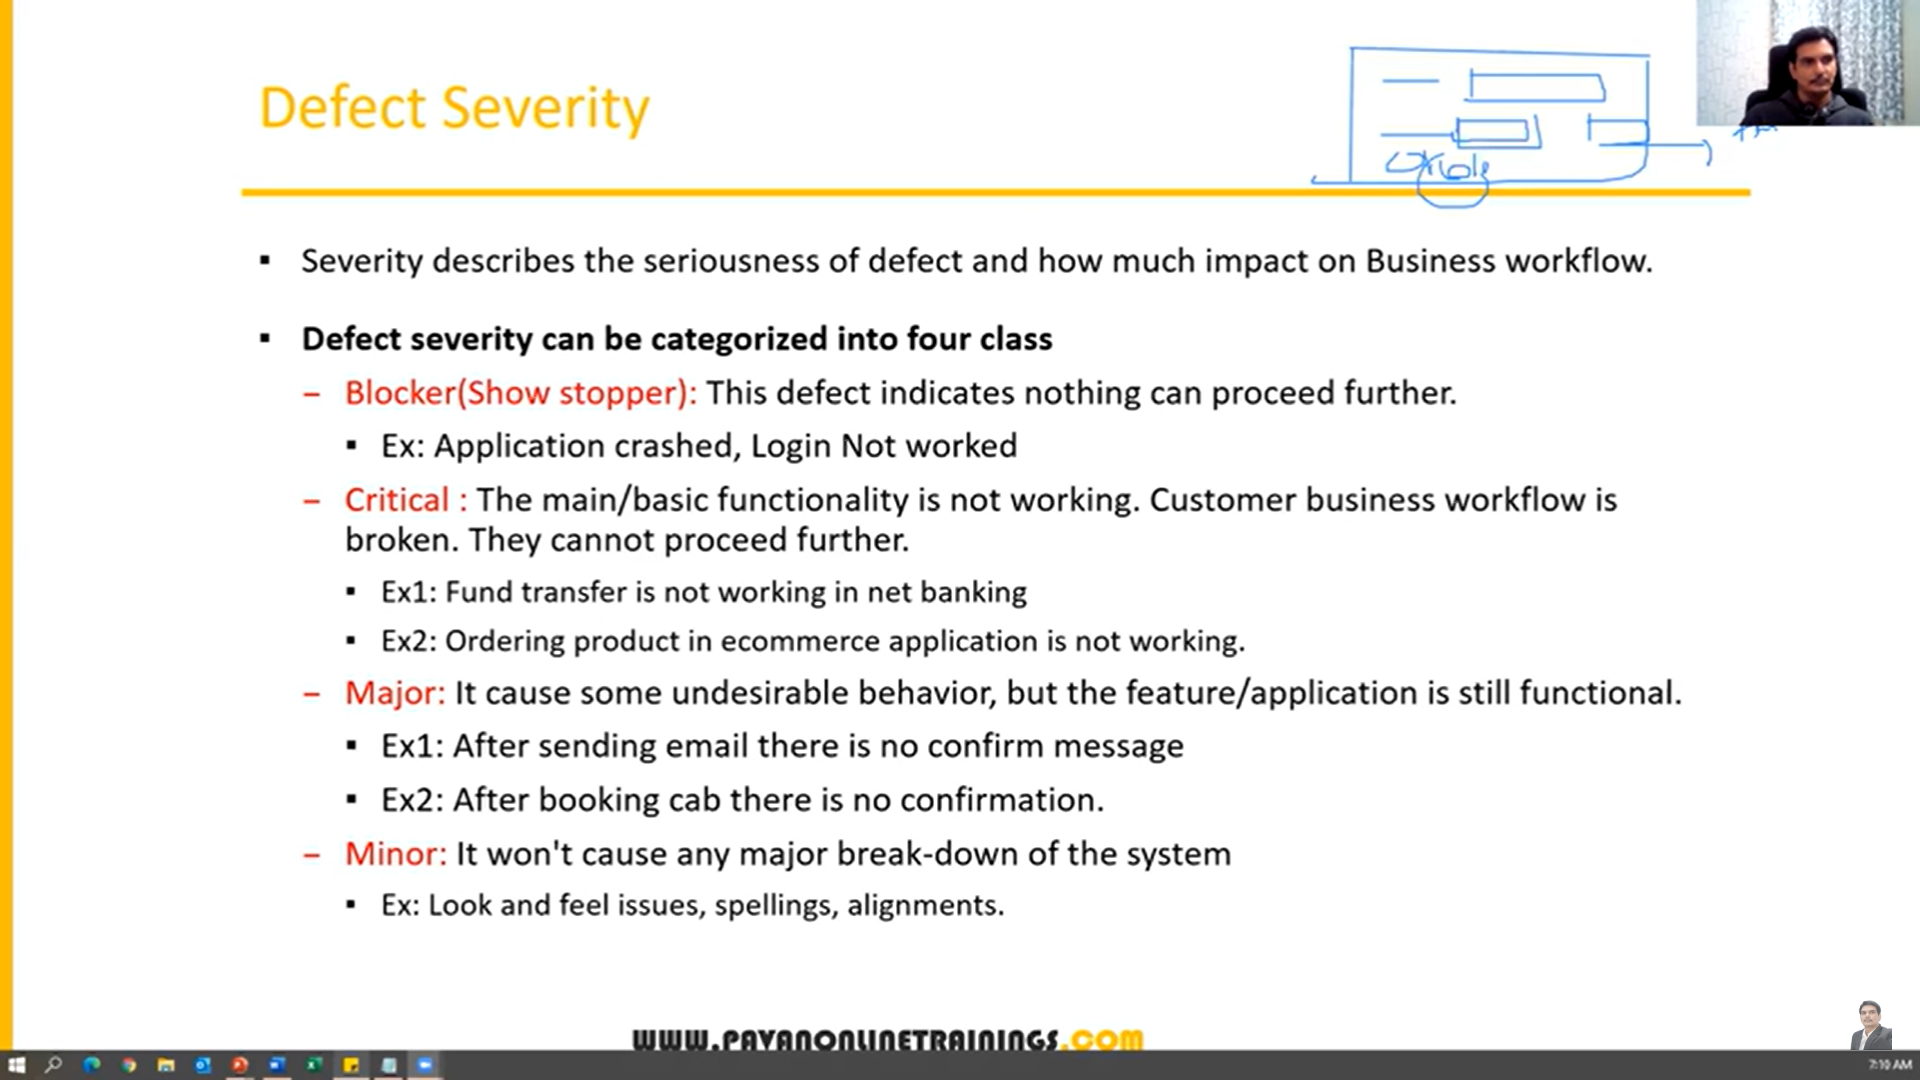 Defect Severity
▪ Severity describes the seriousness of defect and how much impact on Business workflow.
▪ Defect severity can be categorized into four class
– Blocker(Show stopper): This defect indicates nothing can proceed further.
▪ Ex: Application crashed, Login Not worked
– Critical : The main/basic functionality is not working. Customer business workflow is
broken. They cannot proceed further.
▪ Ex1: Fund transfer is not working in net banking
▪ Ex2: Ordering product in ecommerce application is not working.
– Major: It cause some undesirable behavior, but the feature/application is still functional.
▪ Ex1: After sending email there is no confirm message
▪ Ex2: After booking cab there is no confirmation.
– Minor: It won't cause any major break-down of the system
▪ Ex: Look and feel issues, spellings, alignments.
WWW.PAVANONLINETRAININGS.COM
7:10 AM